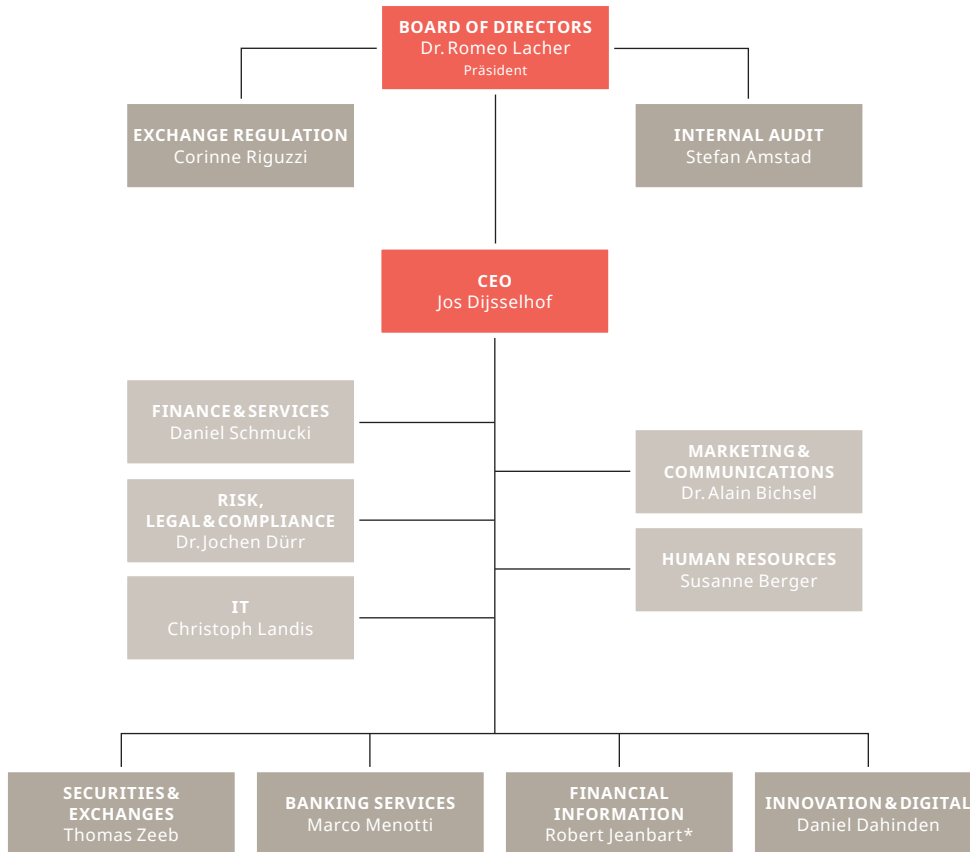 BOARD OF DIRECTORS
Dr. Romeo Lacher
Präsident
EXCHANGE REGULATION
Corinne Riguzzi
INTERNAL AUDIT
Stefan Amstad
CEO
Jos Dijsselhof
FINANCE & SERVICES
Daniel Schmucki
MARKETING &
COMMUNICATIONS
Dr. Alain Bichsel
RISK,
LEGAL & COMPLIANCE
Dr. Jochen Dürr
HUMAN RESOURCES
Susanne Berger
IT
Christoph Landis
SECURITIES &
EXCHANGES
Thomas Zeeb
BANKING SERVICES
Marco Menotti
FINANCIAL
INFORMATION
Robert Jeanbart*
INNOVATION & DIGITAL
Daniel Dahinden